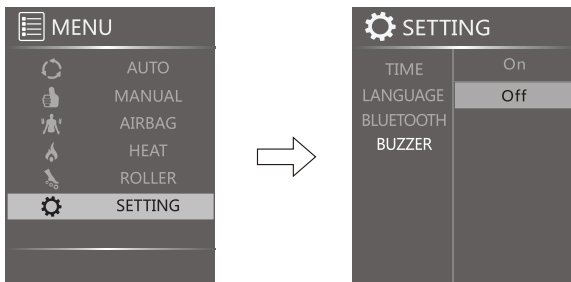 MENU
AUTO
MANUAL
AIRBAG
HEAT
ROLLER
SETTING
SETTING
TIME
LANGUAGE
BLUETOOTH
BUZZER
On
Off